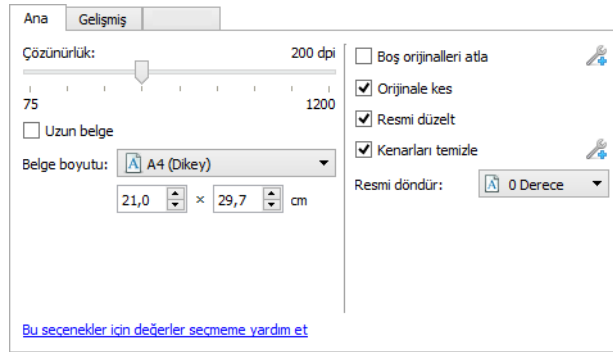 Ana
Gelişmiş
Çözünürlük:
200 dpi
75
1200
Uzun belge
Belge boyutu:
A4 (Dikey)
21,0 × 29,7 cm
Bu seçenekler için değerler seçmeme yardım et
Boş orijinalleri atla
Orijinale kes
Resmi düzelt
Kenarları temizle
Resmi döndür:
0 Derece